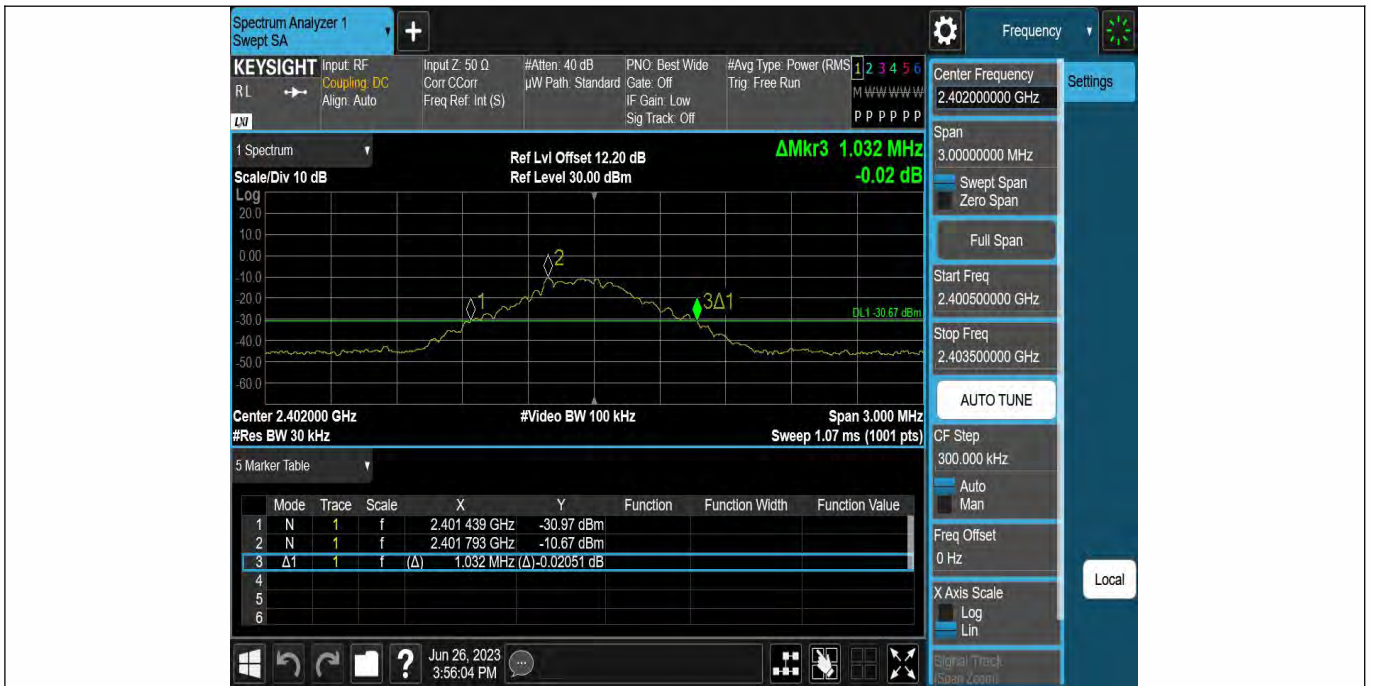 Spectrum Analyzer 1
Swept SA
+
Frequency
KEYSIGHT
RL
LXI
Input: RF
Coupling: DC
Align: Auto
Input Z: 50 Ω
Corr CCorr
Freq Ref: Int (S)
#Atten: 40 dB
µW Path: Standard
PNO: Best Wide
Gate: Off
IF Gain: Low
Sig Track: Off
#Avg Type: Power (RMS
Trig: Free Run
1 2 3 4 5 6
M W W W W W
P P P P P P
1 Spectrum
Scale/Div 10 dB
Ref Lvl Offset 12.20 dB
Ref Level 30.00 dBm
ΔMkr3 1.032 MHz
-0.02 dB
Log
20.0
10.0
0.00
-10.0
-20.0
-30.0
-40.0
-50.0
-60.0
1
2
3Δ1
DL1 -30.67 dBm
Center 2.402000 GHz
#Video BW 100 kHz
Span 3.000 MHz
#Res BW 30 kHz
Sweep 1.07 ms (1001 pts)
5 Marker Table
Mode Trace Scale X Y Function Function Width Function Value
1 N 1 f 2.401 439 GHz -30.97 dBm
2 N 1 f 2.401 793 GHz -10.67 dBm
3 Δ1 1 f (Δ) 1.032 MHz (Δ) -0.02051 dB
4
5
6
?
Jun 26, 2023
3:56:04 PM
Center Frequency
2.402000000 GHz
Span
3.00000000 MHz
Swept Span
Zero Span
Full Span
Start Freq
2.400500000 GHz
Stop Freq
2.403500000 GHz
AUTO TUNE
CF Step
300.000 kHz
Auto
Man
Freq Offset
0 Hz
X Axis Scale
Log
Lin
Signal Track
(Span Zoom)
Settings
Local